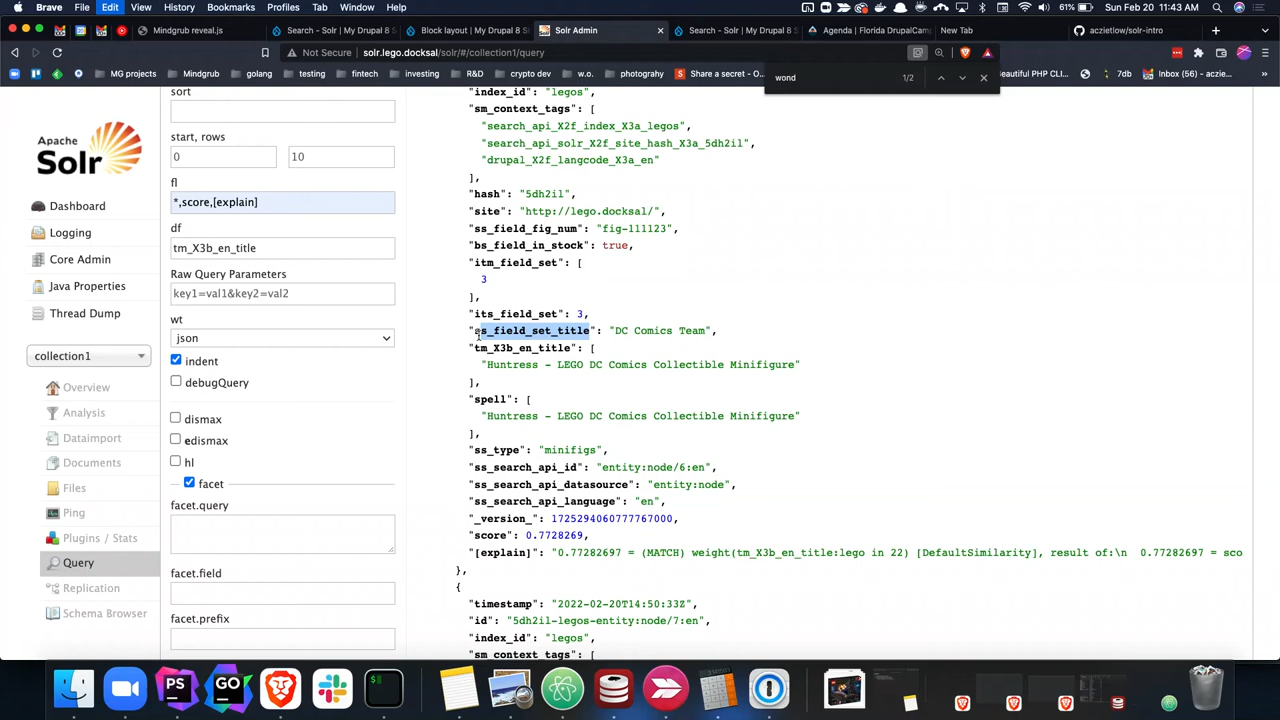 Brave File Edit View History Bookmarks Profiles Tab Window Help 61% 11:43 AM
Mindgrub reveal.js Search - Solr | My Drupal 8 S Block layout | My Drupal 8 S Solr Admin Search - Solr | My Drupal 8 S Agenda | Florida DrupalCam New Tab aczietlow/solr-intro
Not Secure solr.lego.docksal/solr/#/collection1/query
MG projects Mindgrub golang testing fintech investing R&D crypto dev w.o. photography Share a secret - O 7db Inbox (66) - aczie
wond 1/2
Apache
Solr
Dashboard
Logging
Core Admin
Java Properties
Thread Dump
collection1
Overview
Analysis
Dataimport
Documents
Files
Ping
Plugins / Stats
Query
Replication
Schema Browser
sort
start, rows
0 10
fl
*,score,[explain]
df
tm_X3b_en_title
Raw Query Parameters
key1=val1&key2=val2
wt
json
indent
debugQuery
dismax
edismax
hl
facet
facet.query
facet.field
facet.prefix
"index_id": "legos",
"sm_context_tags": [
"search_api_X2f_index_X3a_legos",
"search_api_solr_X2f_site_hash_X3a_5dh2il",
"drupal_X2f_langcode_X3a_en"
],
"hash": "5dh2il",
"site": "http://lego.docksal/",
"ss_field_fig_num": "fig-111123",
"bs_field_in_stock": true,
"itm_field_set": [
3
],
"its_field_set": 3,
"ss_field_set_title": "DC Comics Team",
"tm_X3b_en_title": [
"Huntress - LEGO DC Comics Collectible Minifigure"
],
"spell": [
"Huntress - LEGO DC Comics Collectible Minifigure"
],
"ss_type": "minifigs",
"ss_search_api_id": "entity:node/6:en",
"ss_search_api_datasource": "entity:node",
"ss_search_api_language": "en",
"_version_": 1725294060777767000,
"score": 0.7728269,
"[explain]": "0.77282697 = (MATCH) weight(tm_X3b_en_title:lego in 22) [DefaultSimilarity], result of:\n 0.77282697 = sco
},
{
"timestamp": "2022-02-20T14:50:33Z",
"id": "5dh2il-legos-entity:node/7:en",
"index_id": "legos",
"sm_context_tags": [